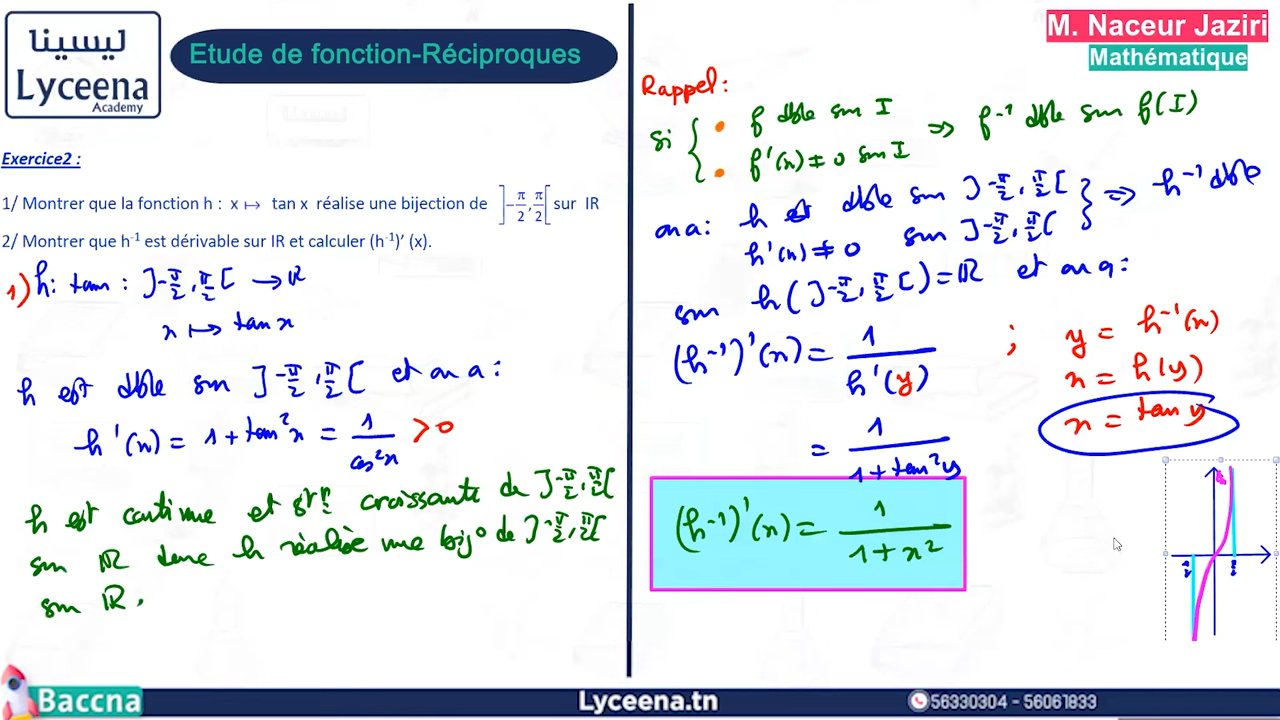 ليسينا
Lyceena
Academy
Etude de fonction-Réciproques
M. Naceur Jaziri
Mathématique
Exercice2 :
1/ Montrer que la fonction h : x ↦ tan x réalise une bijection de ]-π/2, π/2[ sur IR
2/ Montrer que h⁻¹ est dérivable sur IR et calculer (h⁻¹)' (x).
1) h: tan : ]-π/2, π/2[ → ℝ
x ↦ tan x
h est dble sur ]-π/2, π/2[ et on a :
h'(x) = 1 + tan²x = 1/cos²x > 0
h est continue et strt croissante de ]-π/2, π/2[
sur ℝ donc h réalise une bij° de ]-π/2, π/2[
sur ℝ.
Rappel :
si { • f dble sur I
• f'(x) ≠ 0 sur I
⇒ f⁻¹ dble sur f(I)
on a : h est dble sur ]-π/2, π/2[
h'(x) ≠ 0 sur ]-π/2, π/2[ } ⇒ h⁻¹ dble
sur h(]-π/2, π/2[) = ℝ et on a :
(h⁻¹)'(x) = 1/h'(y) ; y = h⁻¹(x)
x = h(y)
= 1/(1 + tan²y) x = tan y
(h⁻¹)'(x) = 1/(1 + x²)
-π/2 π/2
Baccna
Lyceena.tn
56330304 - 56061833